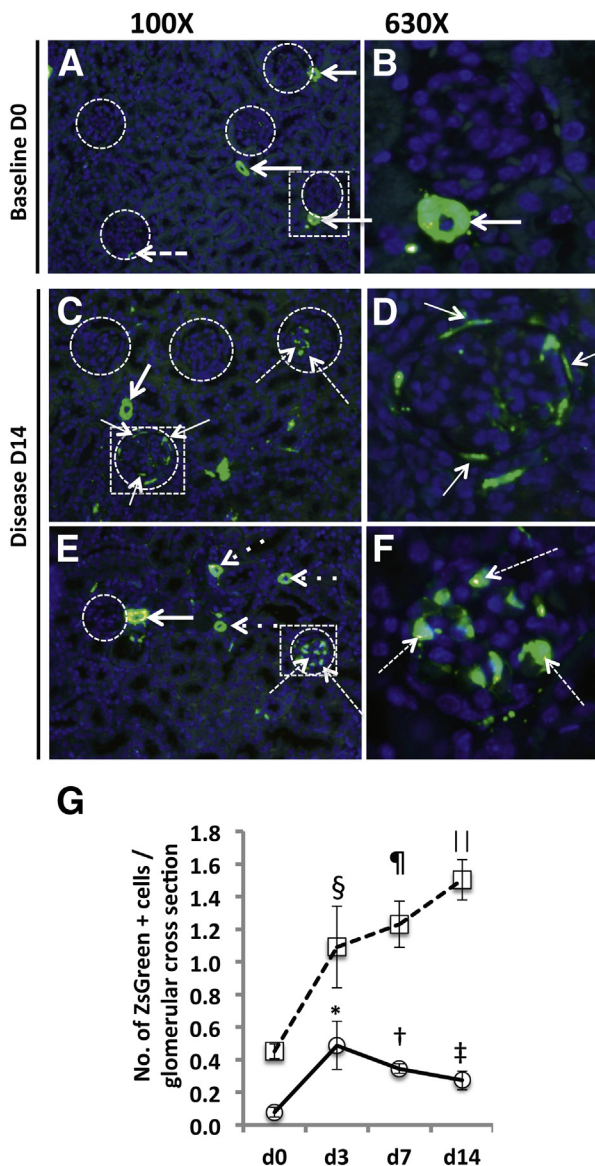 100X 630X
Baseline D0
A B
Disease D14
C D
E F
G
No. of ZsGreen + cells /
glomerular cross section
1.8
1.6
1.4
1.2
1.0
0.8
0.6
0.4
0.2
0.0
§ ¶ ||
* † ‡
d0 d3 d7 d14